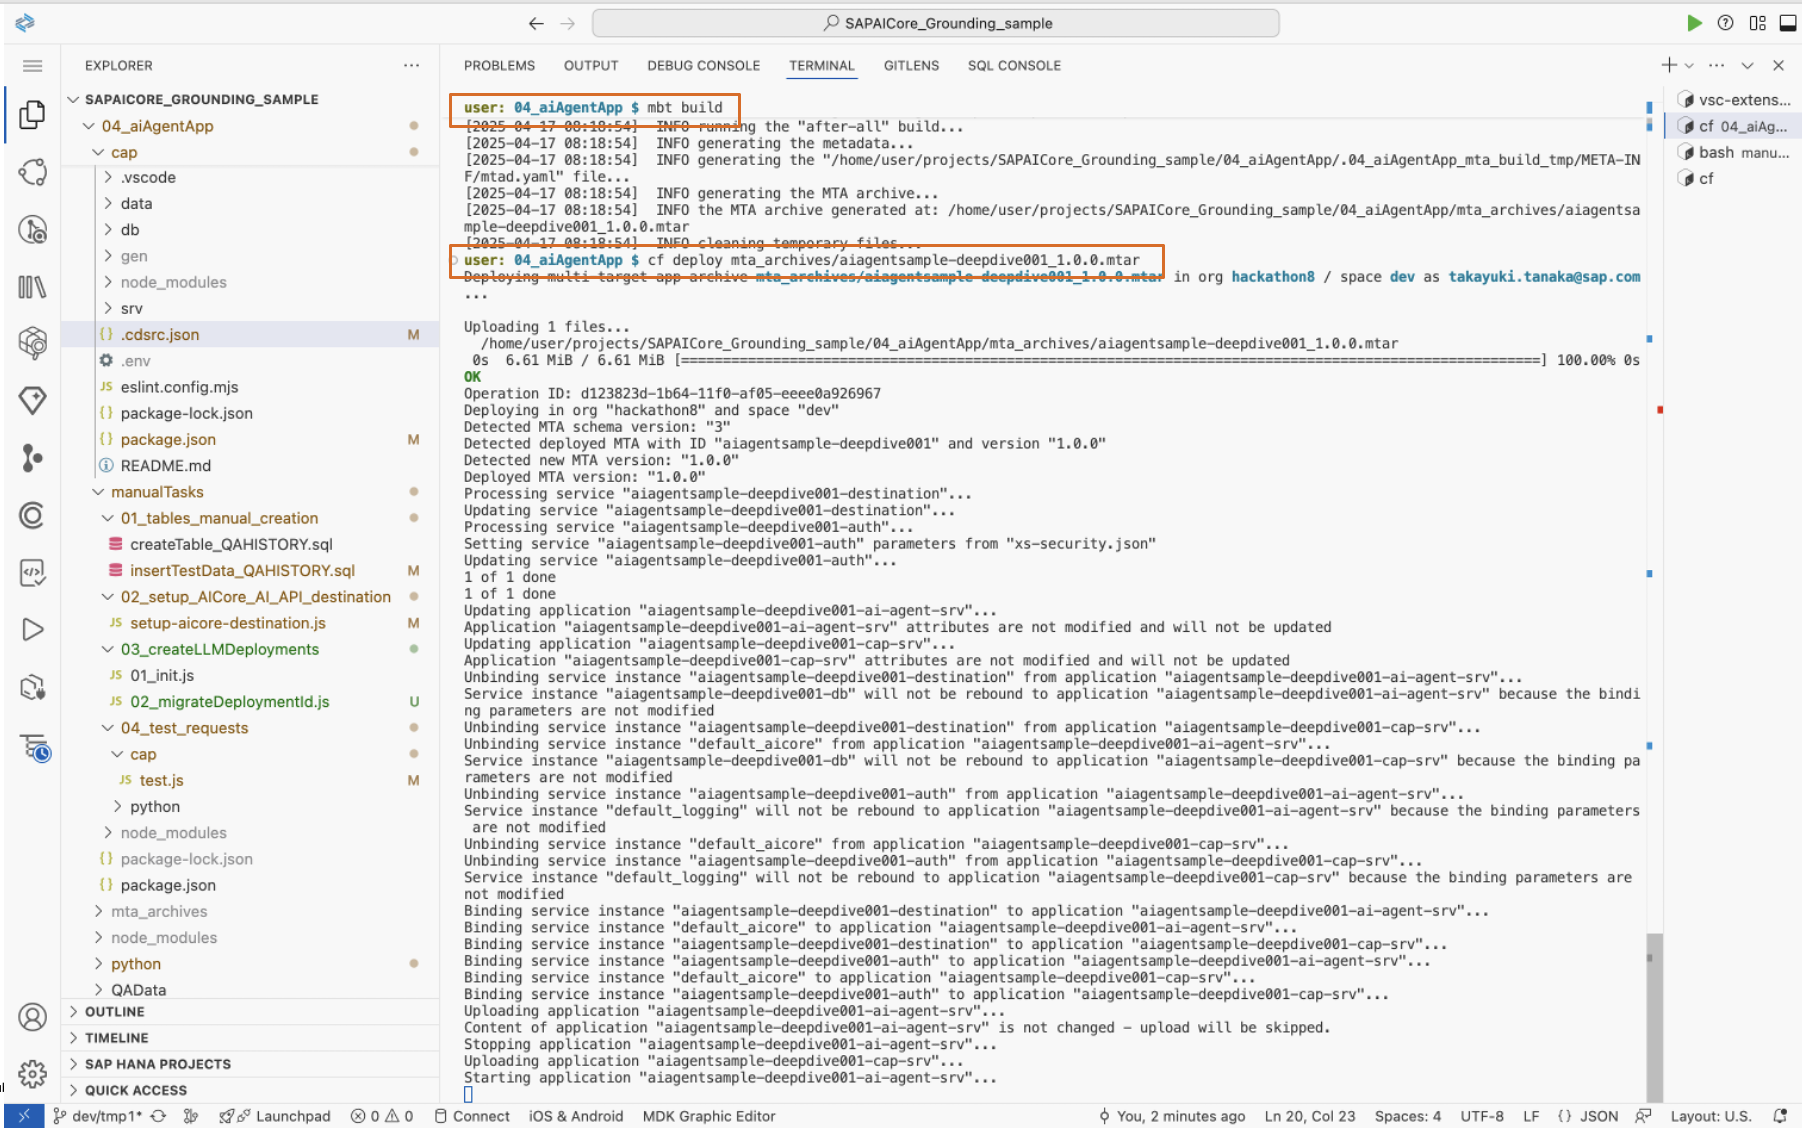 SAPAICore_Grounding_sample
EXPLORER
SAPAICORE_GROUNDING_SAMPLE
04_aiAgentApp
cap
.vscode
data
db
gen
node_modules
srv
{} .cdsrc.json M
.env
JS eslint.config.mjs
{} package-lock.json
{} package.json M
README.md
manualTasks
01_tables_manual_creation
createTable_QAHISTORY.sql
insertTestData_QAHISTORY.sql M
02_setup_AICore_AI_API_destination
JS setup-aicore-destination.js M
03_createLLMDeployments
JS 01_init.js
JS 02_migrateDeploymentId.js U
04_test_requests
cap
JS test.js M
python
node_modules
{} package-lock.json
{} package.json
mta_archives
node_modules
python
QAData
OUTLINE
TIMELINE
SAP HANA PROJECTS
QUICK ACCESS
PROBLEMS OUTPUT DEBUG CONSOLE TERMINAL GITLENS SQL CONSOLE
user: 04_aiAgentApp $ mbt build
[2025-04-17 08:18:54]  INFO running the "after-all" build...
[2025-04-17 08:18:54]  INFO generating the metadata...
[2025-04-17 08:18:54]  INFO generating the "/home/user/projects/SAPAICore_Grounding_sample/04_aiAgentApp/.04_aiAgentApp_mta_build_tmp/META-IN
F/mtad.yaml" file...
[2025-04-17 08:18:54]  INFO generating the MTA archive...
[2025-04-17 08:18:54]  INFO the MTA archive generated at: /home/user/projects/SAPAICore_Grounding_sample/04_aiAgentApp/mta_archives/aiagentsa
mple-deepdive001_1.0.0.mtar
[2025-04-17 08:18:54]  INFO cleaning temporary files...
user: 04_aiAgentApp $ cf deploy mta_archives/aiagentsample-deepdive001_1.0.0.mtar
Deploying multi-target app archive mta_archives/aiagentsample-deepdive001_1.0.0.mtar in org hackathon8 / space dev as takayuki.tanaka@sap.com
...
Uploading 1 files...
/home/user/projects/SAPAICore_Grounding_sample/04_aiAgentApp/mta_archives/aiagentsample-deepdive001_1.0.0.mtar
0s  6.61 MiB / 6.61 MiB [=======================================================================================================] 100.00% 0s
OK
Operation ID: d123823d-1b64-11f0-af05-eeee0a926967
Deploying in org "hackathon8" and space "dev"
Detected MTA schema version: "3"
Detected deployed MTA with ID "aiagentsample-deepdive001" and version "1.0.0"
Detected new MTA version: "1.0.0"
Deployed MTA version: "1.0.0"
Processing service "aiagentsample-deepdive001-destination"...
Updating service "aiagentsample-deepdive001-destination"...
Processing service "aiagentsample-deepdive001-auth"...
Setting service "aiagentsample-deepdive001-auth" parameters from "xs-security.json"
Updating service "aiagentsample-deepdive001-auth"...
1 of 1 done
1 of 1 done
Updating application "aiagentsample-deepdive001-ai-agent-srv"...
Application "aiagentsample-deepdive001-ai-agent-srv" attributes are not modified and will not be updated
Updating application "aiagentsample-deepdive001-cap-srv"...
Application "aiagentsample-deepdive001-cap-srv" attributes are not modified and will not be updated
Unbinding service instance "aiagentsample-deepdive001-destination" from application "aiagentsample-deepdive001-ai-agent-srv"...
Service instance "aiagentsample-deepdive001-db" will not be rebound to application "aiagentsample-deepdive001-ai-agent-srv" because the bindi
ng parameters are not modified
Unbinding service instance "aiagentsample-deepdive001-destination" from application "aiagentsample-deepdive001-cap-srv"...
Unbinding service instance "default_aicore" from application "aiagentsample-deepdive001-ai-agent-srv"...
Service instance "aiagentsample-deepdive001-db" will not be rebound to application "aiagentsample-deepdive001-cap-srv" because the binding pa
rameters are not modified
Unbinding service instance "aiagentsample-deepdive001-auth" from application "aiagentsample-deepdive001-ai-agent-srv"...
Service instance "default_logging" will not be rebound to application "aiagentsample-deepdive001-ai-agent-srv" because the binding parameters
are not modified
Unbinding service instance "default_aicore" from application "aiagentsample-deepdive001-cap-srv"...
Unbinding service instance "aiagentsample-deepdive001-auth" from application "aiagentsample-deepdive001-cap-srv"...
Service instance "default_logging" will not be rebound to application "aiagentsample-deepdive001-cap-srv" because the binding parameters are
not modified
Binding service instance "aiagentsample-deepdive001-destination" to application "aiagentsample-deepdive001-ai-agent-srv"...
Binding service instance "default_aicore" to application "aiagentsample-deepdive001-ai-agent-srv"...
Binding service instance "aiagentsample-deepdive001-destination" to application "aiagentsample-deepdive001-cap-srv"...
Binding service instance "aiagentsample-deepdive001-auth" to application "aiagentsample-deepdive001-ai-agent-srv"...
Binding service instance "default_aicore" to application "aiagentsample-deepdive001-cap-srv"...
Binding service instance "aiagentsample-deepdive001-auth" to application "aiagentsample-deepdive001-cap-srv"...
Uploading application "aiagentsample-deepdive001-ai-agent-srv"...
Content of application "aiagentsample-deepdive001-ai-agent-srv" is not changed - upload will be skipped.
Stopping application "aiagentsample-deepdive001-ai-agent-srv"...
Uploading application "aiagentsample-deepdive001-cap-srv"...
Starting application "aiagentsample-deepdive001-ai-agent-srv"...
vsc-exten...
cf 04_aiAg...
bash manu...
cf
dev/tmp1* Launchpad 0 0 Connect iOS & Android MDK Graphic Editor You, 2 minutes ago Ln 20, Col 23 Spaces: 4 UTF-8 LF {} JSON Layout: U.S.